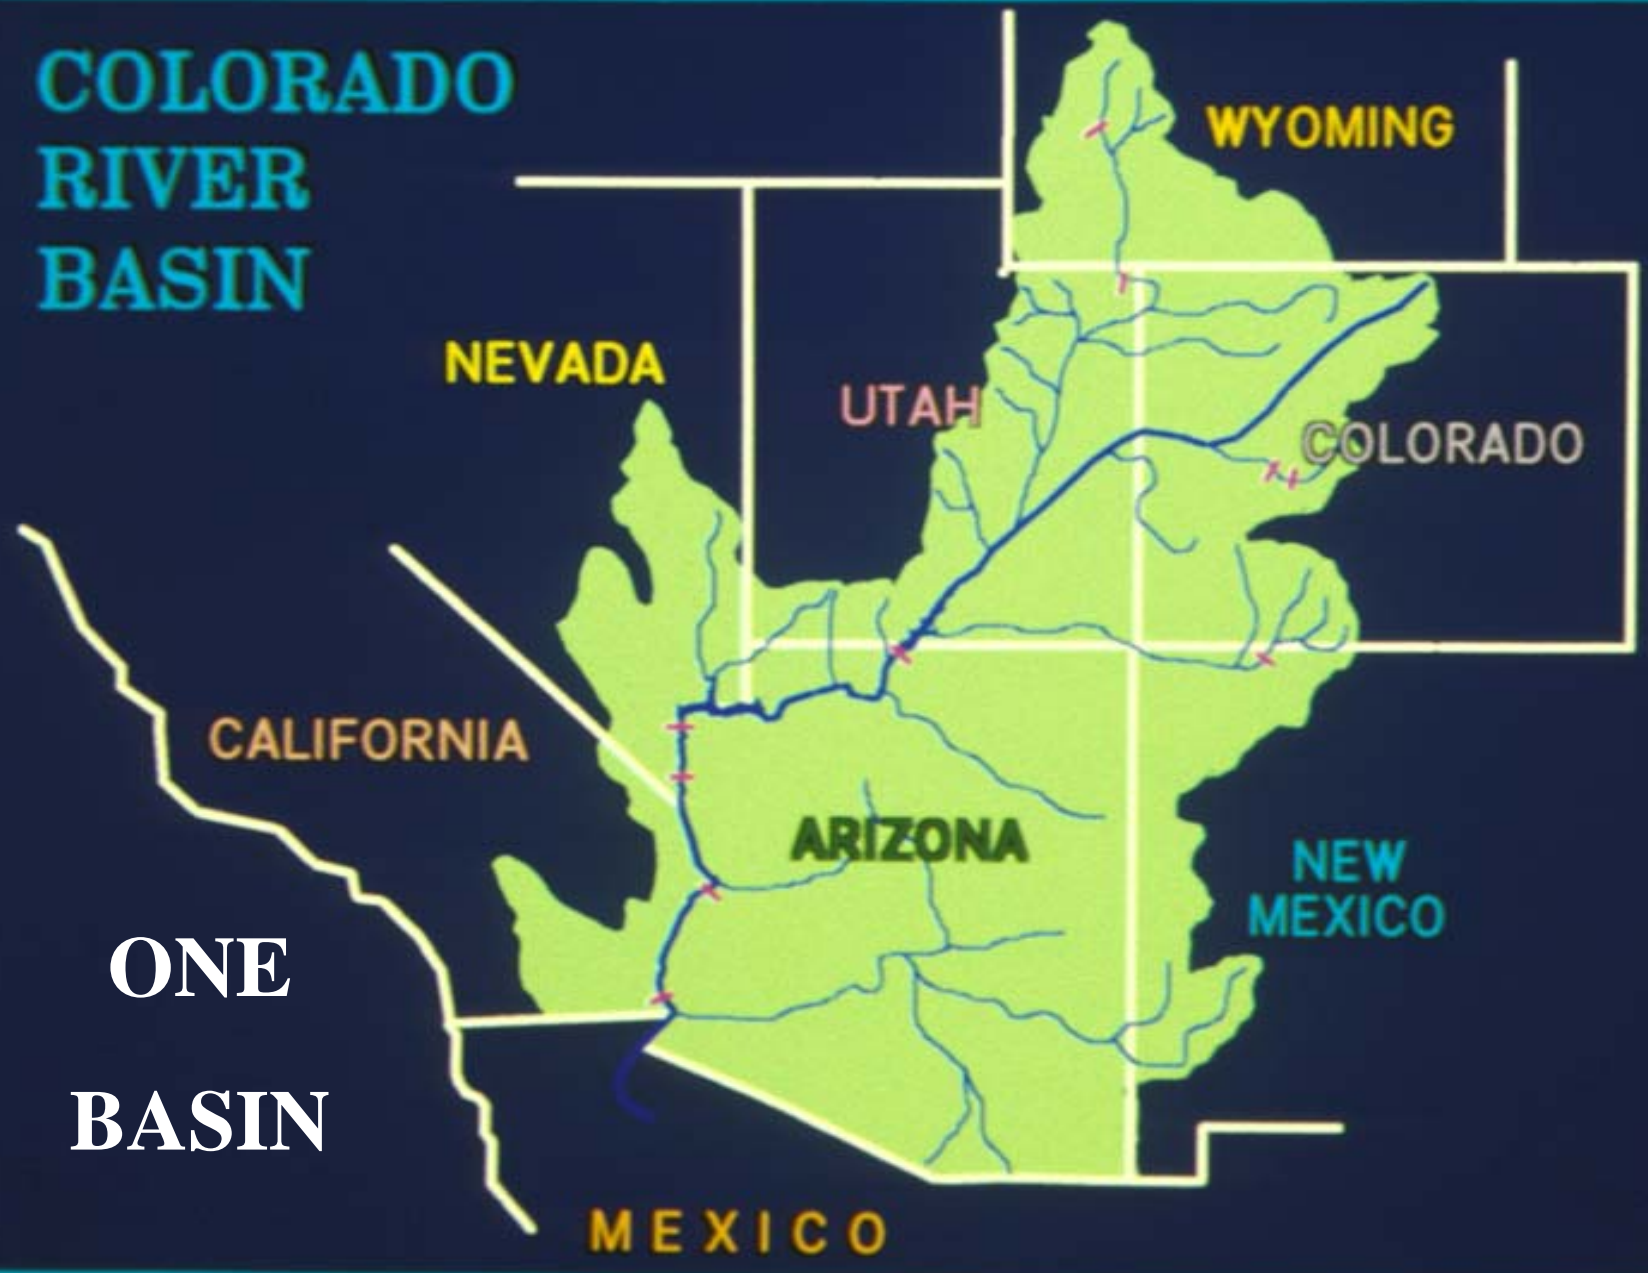 COLORADO
RIVER
BASIN
WYOMING
NEVADA
UTAH
COLORADO
CALIFORNIA
ARIZONA
NEW
MEXICO
ONE
BASIN
MEXICO